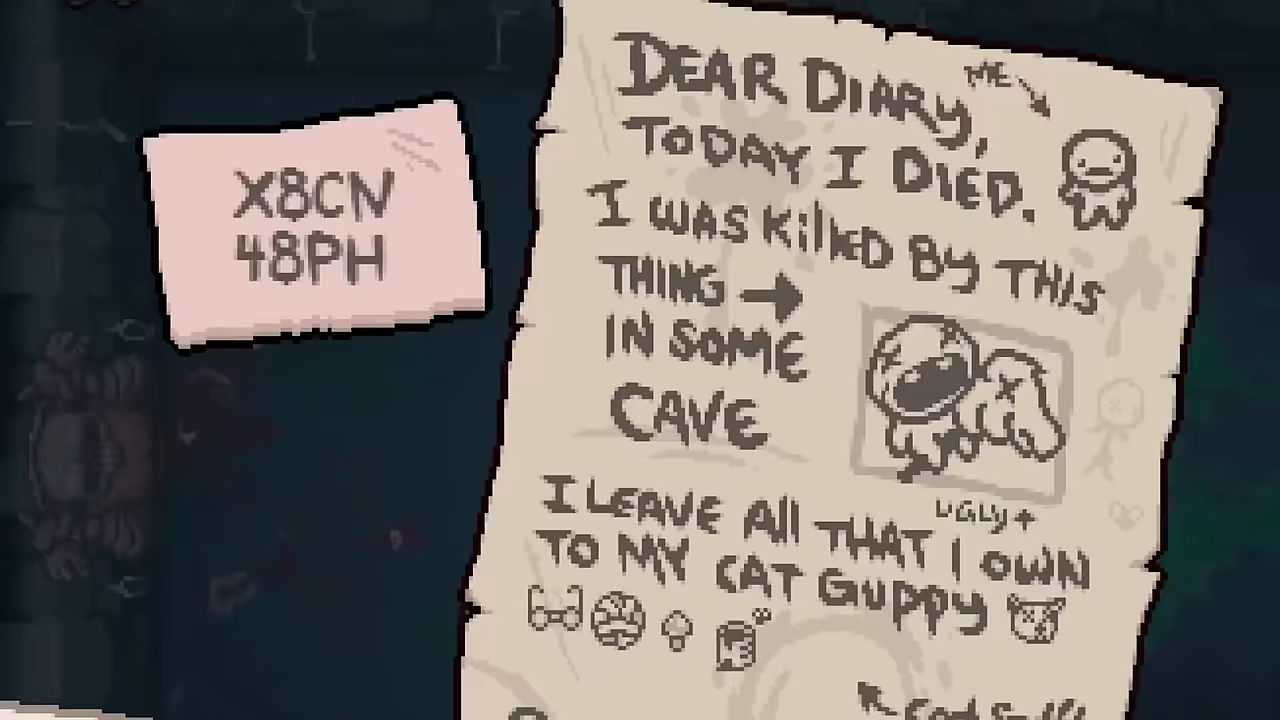 X8CN
48PH
DEAR DIARY,
ME
TODAY I DIED.
I WAS KillED BY THIS
THING
IN SOME
CAVE
UGLY
I LEAVE All THAT I OWN
TO MY CAT GUPPY